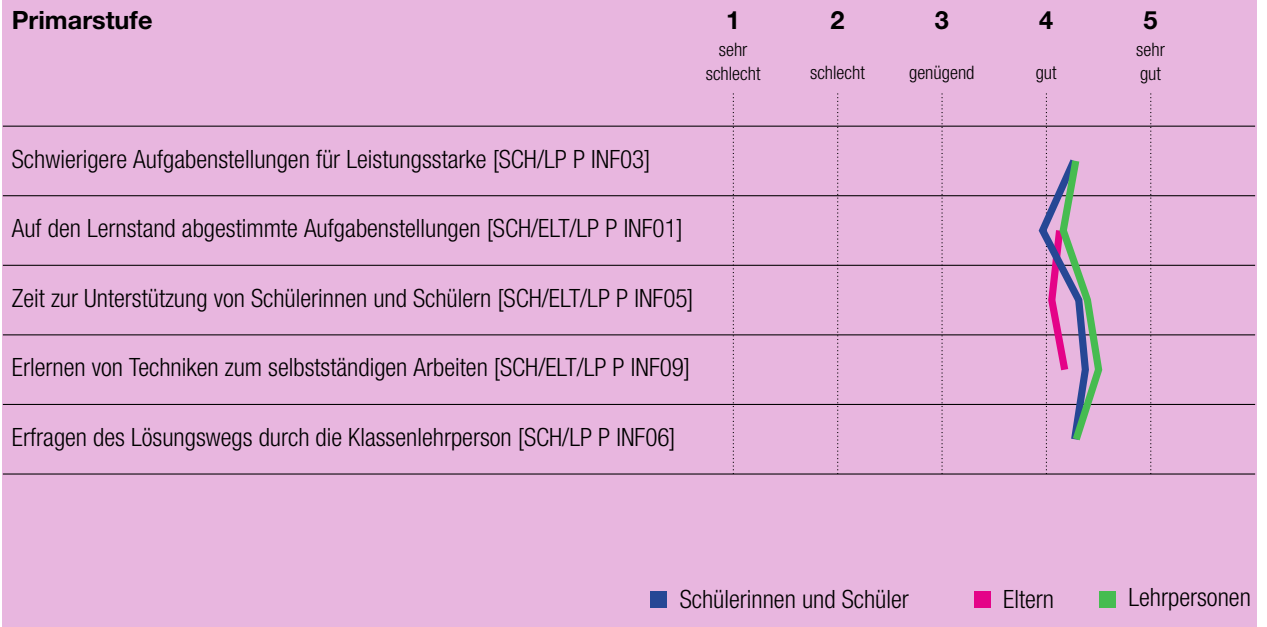 Primarstufe 1 2 3 4 5
sehr schlecht schlecht genügend gut sehr gut
Schwierigere Aufgabenstellungen für Leistungsstarke [SCH/LP P INF03]
Auf den Lernstand abgestimmte Aufgabenstellungen [SCH/ELT/LP P INF01]
Zeit zur Unterstützung von Schülerinnen und Schülern [SCH/ELT/LP P INF05]
Erlernen von Techniken zum selbstständigen Arbeiten [SCH/ELT/LP P INF09]
Erfragen des Lösungswegs durch die Klassenlehrperson [SCH/LP P INF06]
Schülerinnen und Schüler Eltern Lehrpersonen